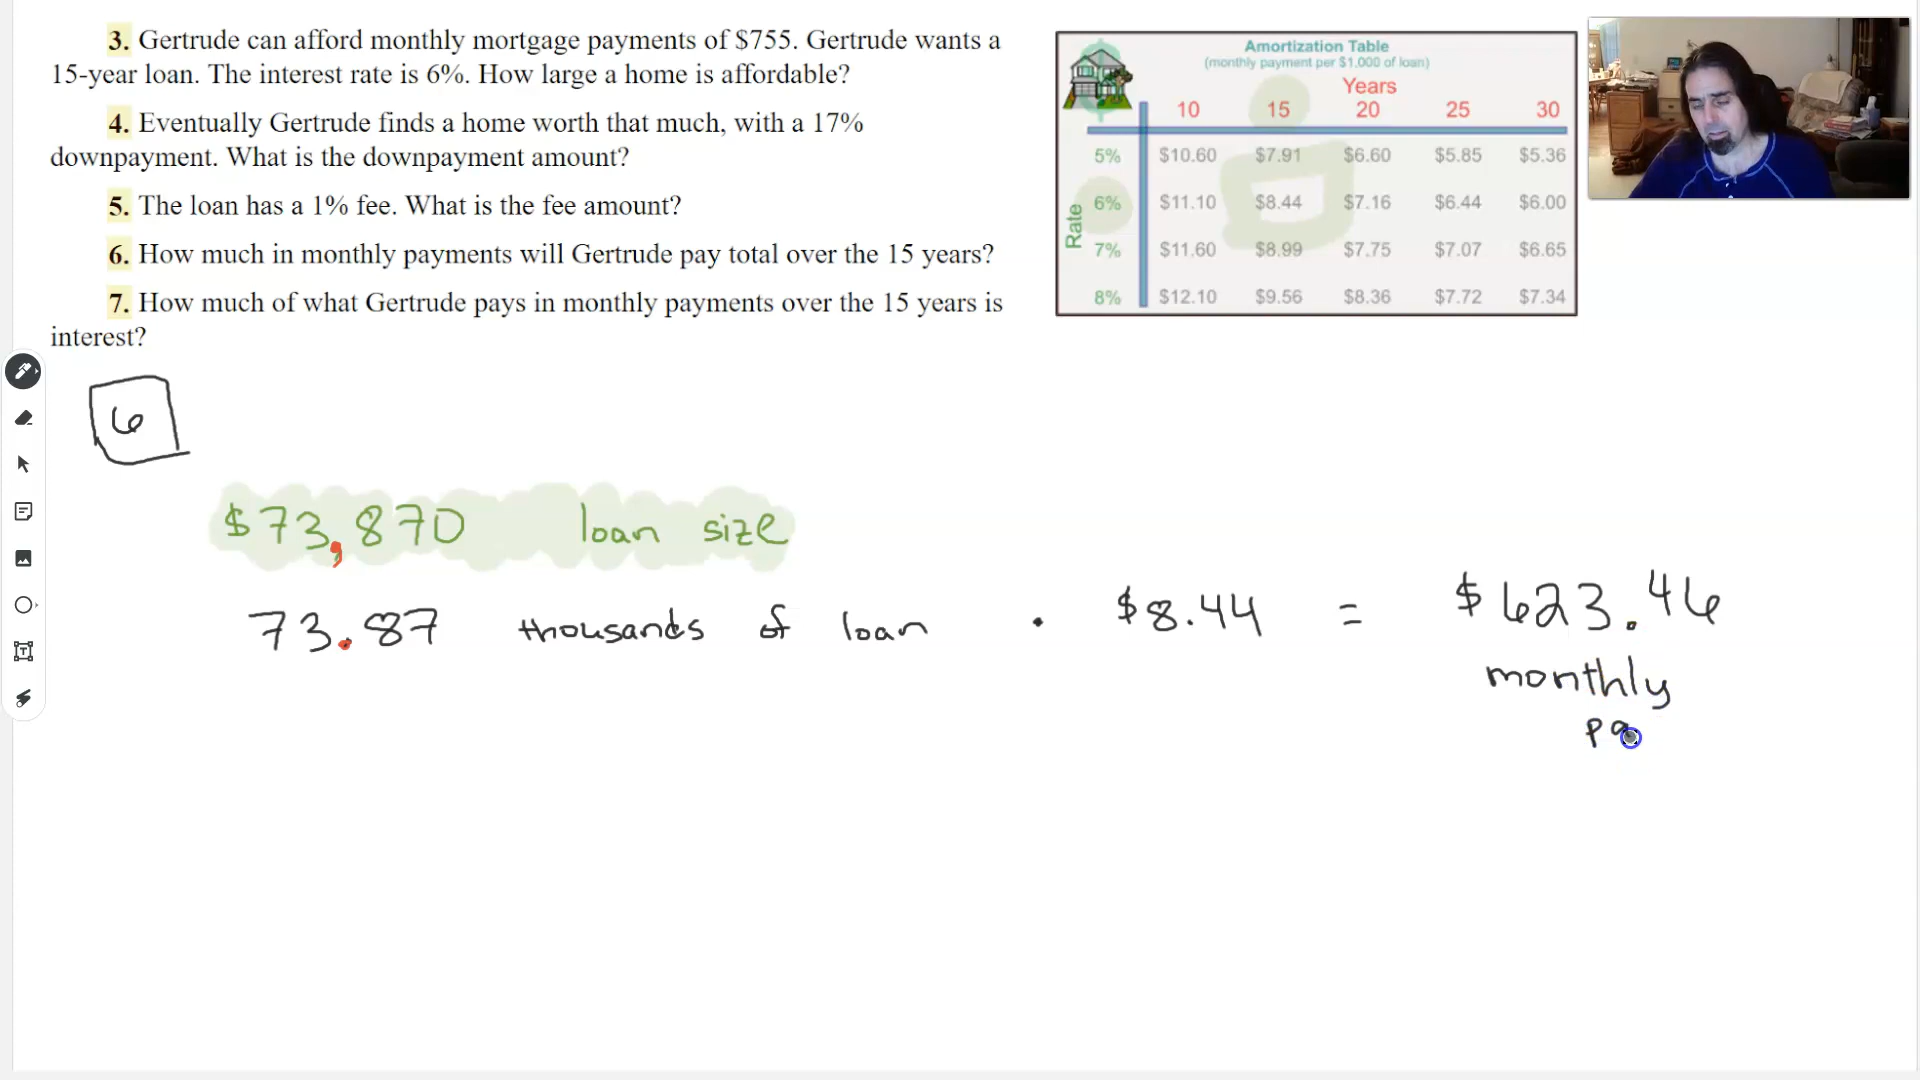 3. Gertrude can afford monthly mortgage payments of $755. Gertrude wants a
15-year loan. The interest rate is 6%. How large a home is affordable?
4. Eventually Gertrude finds a home worth that much, with a 17%
downpayment. What is the downpayment amount?
5. The loan has a 1% fee. What is the fee amount?
6. How much in monthly payments will Gertrude pay total over the 15 years?
7. How much of what Gertrude pays in monthly payments over the 15 years is
interest?
Amortization Table
(monthly payment per $1,000 of loan)
Years
10 15 20 25 30
Rate
5% $10.60 $7.91 $6.60 $5.85 $5.36
6% $11.10 $8.44 $7.16 $6.44 $6.00
7% $11.60 $8.99 $7.75 $7.07 $6.65
8% $12.10 $9.56 $8.36 $7.72 $7.34
6
$73,870 loan size
73.87 thousands of loan · $8.44 = $623.46
monthly
pa